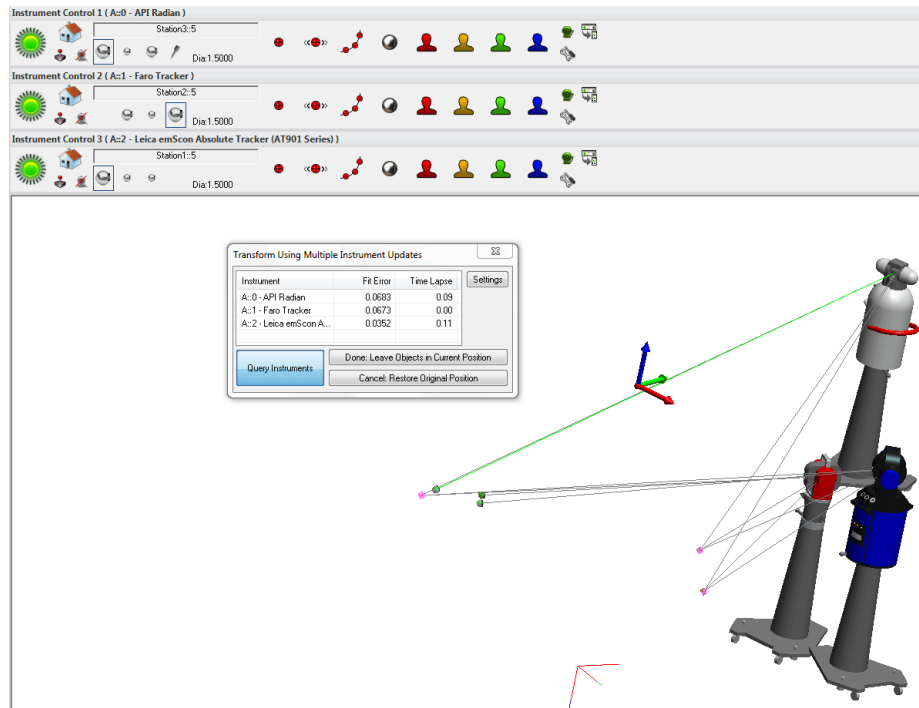 Instrument Control 1 ( A::0 - API Radian )
Station3::5
Dia:1.5000
Instrument Control 2 ( A::1 - Faro Tracker )
Station2::5
Dia:1.5000
Instrument Control 3 ( A::2 - Leica emScon Absolute Tracker (AT901 Series) )
Station1::5
Dia:1.5000
Transform Using Multiple Instrument Updates
Instrument Fit Error Time Lapse Settings
A::0 - API Radian 0.0683 0.09
A::1 - Faro Tracker 0.0673 0.00
A::2 - Leica emScon A... 0.0352 0.11
Query Instruments
Done: Leave Objects in Current Position
Cancel: Restore Original Position